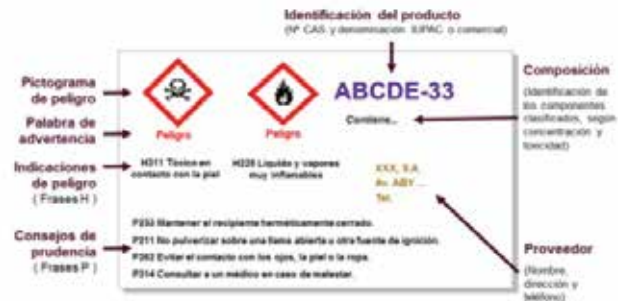 Identificación del producto
(Nº CAS y denominación IUPAC o comercial)
Pictograma
de peligro
Palabra de
advertencia
Indicaciones
de peligro
( Frases H )
Consejos de
prudencia
( Frases P )
Peligro
Peligro
H311 Tóxico en
contacto con la piel
H225 Líquido y vapores
muy inflamables
ABCDE-33
Contiene...
XXX, S.A.
Av. ABY ...
Tel.
P233 Mantener el recipiente herméticamente cerrado.
P211 No pulverizar sobre una llama abierta u otra fuente de ignición.
P262 Evitar el contacto con los ojos, la piel o la ropa.
P314 Consultar a un médico en caso de malestar.
Composición
(Identificación de
los componentes
clasificados, según
concentración y
toxicidad)
Proveedor
(Nombre,
dirección y
teléfono)